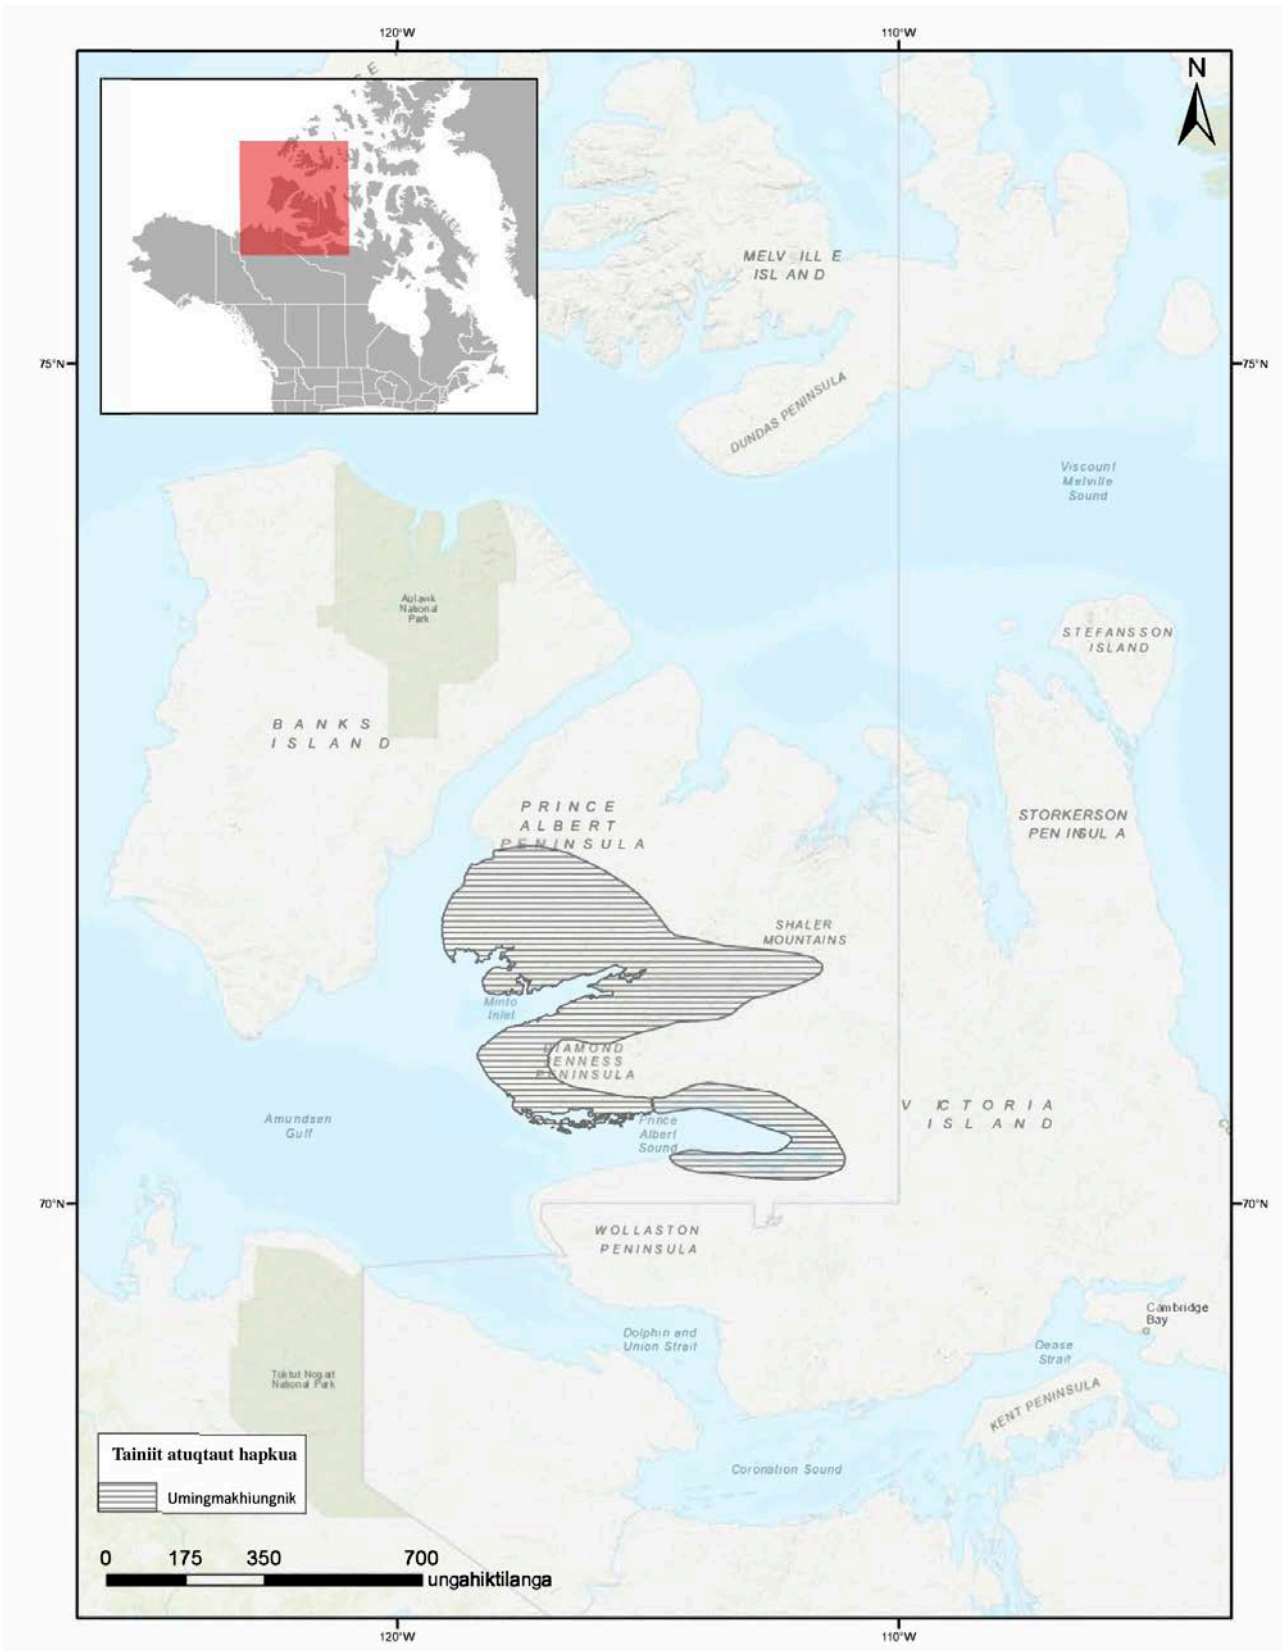 120°W
110°W
N
MELVILLE
ISLAND
75°N
75°N
DUNDAS PENINSULA
Viscount
Melville
Sound
Aulavik
National
Park
STEFANSSON
ISLAND
BANKS
ISLAND
PRINCE
ALBERT
PENINSULA
STORKERSON
PENINSULA
SHALER
MOUNTAINS
Minto
Inlet
DIAMOND
JENNESS
PENINSULA
Amundsen
Gulf
Prince
Albert
Sound
VICTORIA
ISLAND
70°N
70°N
WOLLASTON
PENINSULA
Cambridge
Bay
Dolphin and
Union Strait
Dease
Strait
Tuktut Nogait
National Park
KENT PENINSULA
Coronation Sound
Tainiit atuqtaut hapkua
Umingmakhiungnik
0 175 350 700
ungahiktilanga
120°W
110°W